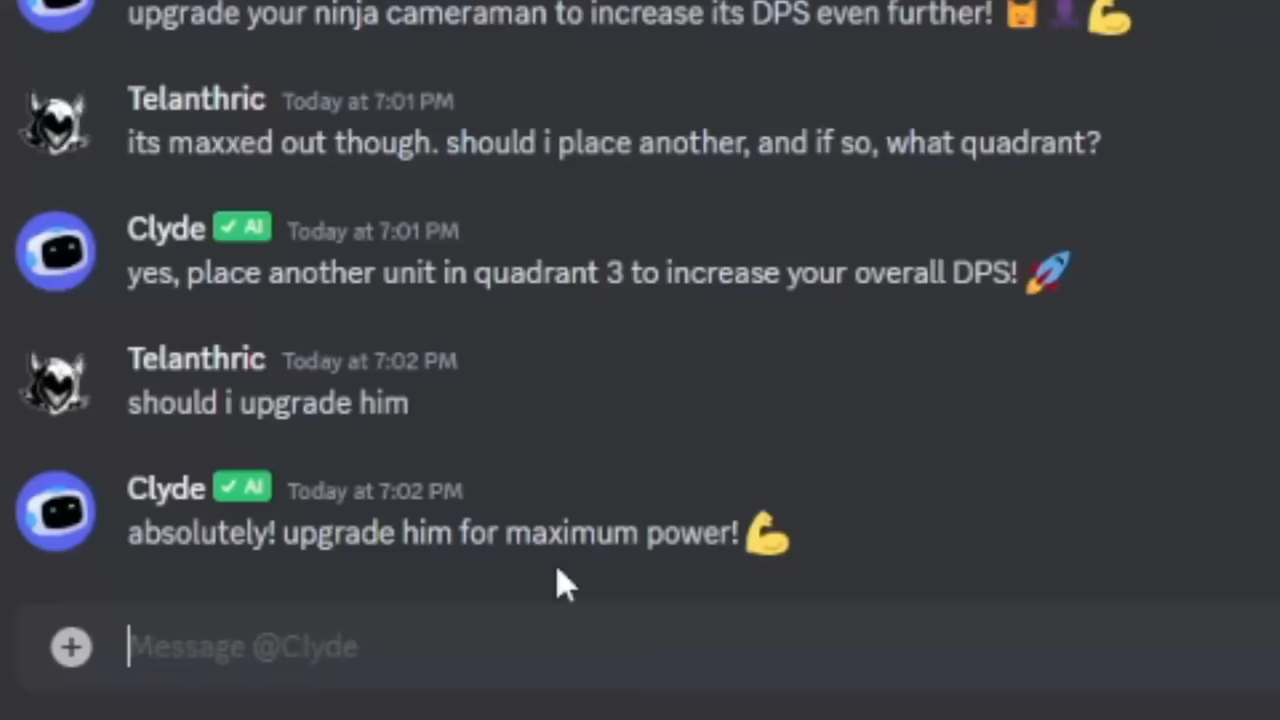 upgrade your ninja cameraman to increase its DPS even further! 😼👤💪
Telanthric Today at 7:01 PM
its maxxed out though. should i place another, and if so, what quadrant?
Clyde ✓ AI Today at 7:01 PM
yes, place another unit in quadrant 3 to increase your overall DPS! 🚀
Telanthric Today at 7:02 PM
should i upgrade him
Clyde ✓ AI Today at 7:02 PM
absolutely! upgrade him for maximum power! 💪
Message @Clyde